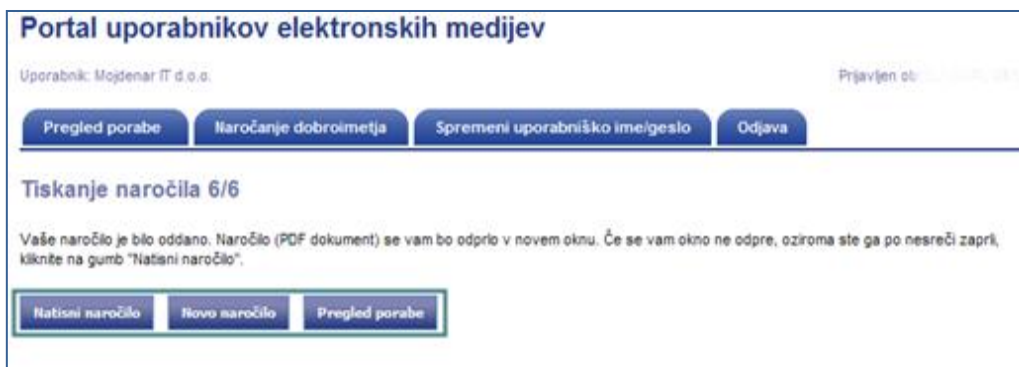 Portal uporabnikov elektronskih medijev
Uporabnik: Mojdenar IT d.o.o. Prijavljen ob
Pregled porabe Naročanje dobroimetja Spremeni uporabniško ime/geslo Odjava
Tiskanje naročila 6/6
Vaše naročilo je bilo oddano. Naročilo (PDF dokument) se vam bo odprlo v novem oknu. Če se vam okno ne odpre, oziroma ste ga po nesreči zaprli,
kliknite na gumb "Natisni naročilo".
Natisni naročilo Novo naročilo Pregled porabe